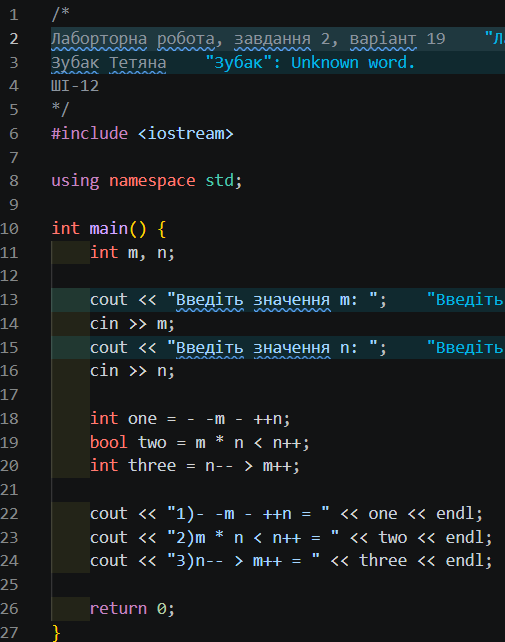 1 /*
2 Лаборторна робота, завдання 2, варіант 19
3 Зубак Тетяна "Зубак": Unknown word.
4 ШІ-12
5 */
6 #include <iostream>
7
8 using namespace std;
9
10 int main() {
11 int m, n;
12
13 cout << "Введіть значення m: "; "Введіть
14 cin >> m;
15 cout << "Введіть значення n: "; "Введіть
16 cin >> n;
17
18 int one = - -m - ++n;
19 bool two = m * n < n++;
20 int three = n-- > m++;
21
22 cout << "1)- -m - ++n = " << one << endl;
23 cout << "2)m * n < n++ = " << two << endl;
24 cout << "3)n-- > m++ = " << three << endl;
25
26 return 0;
27 }